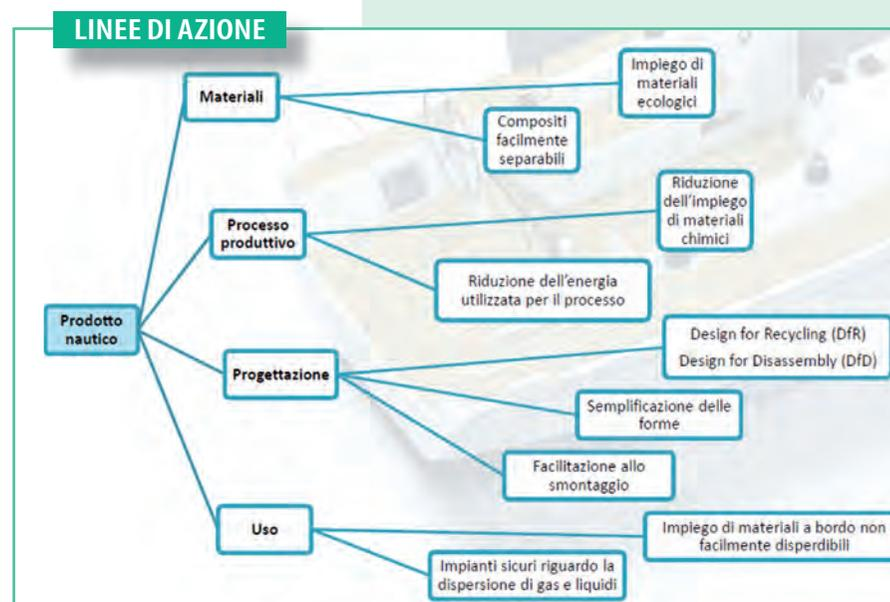 LINEE DI AZIONE
Materiali
Impiego di
materiali
ecologici
Compositi
facilmente
separabili
Processo
produttivo
Riduzione
dell'impiego
di materiali
chimici
Riduzione dell'energia
utilizzata per il processo
Prodotto
nautico
Progettazione
Design for Recycling (DfR)
Design for Disassembly (DfD)
Semplificazione delle
forme
Facilitazione allo
smontaggio
Uso
Impiego di materiali a bordo non
facilmente disperdibili
Impianti sicuri riguardo la
dispersione di gas e liquidi